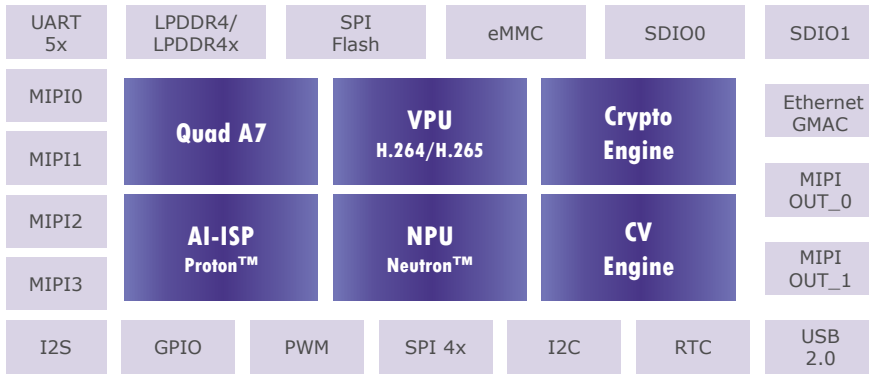 UART
5x
LPDDR4/
LPDDR4x
SPI
Flash
eMMC
SDIO0
SDIO1
MIPI0
MIPI1
MIPI2
MIPI3
Quad A7
VPU
H.264/H.265
Crypto
Engine
AI-ISP
Proton™
NPU
Neutron™
CV
Engine
Ethernet
GMAC
MIPI
OUT_0
MIPI
OUT_1
I2S
GPIO
PWM
SPI 4x
I2C
RTC
USB
2.0